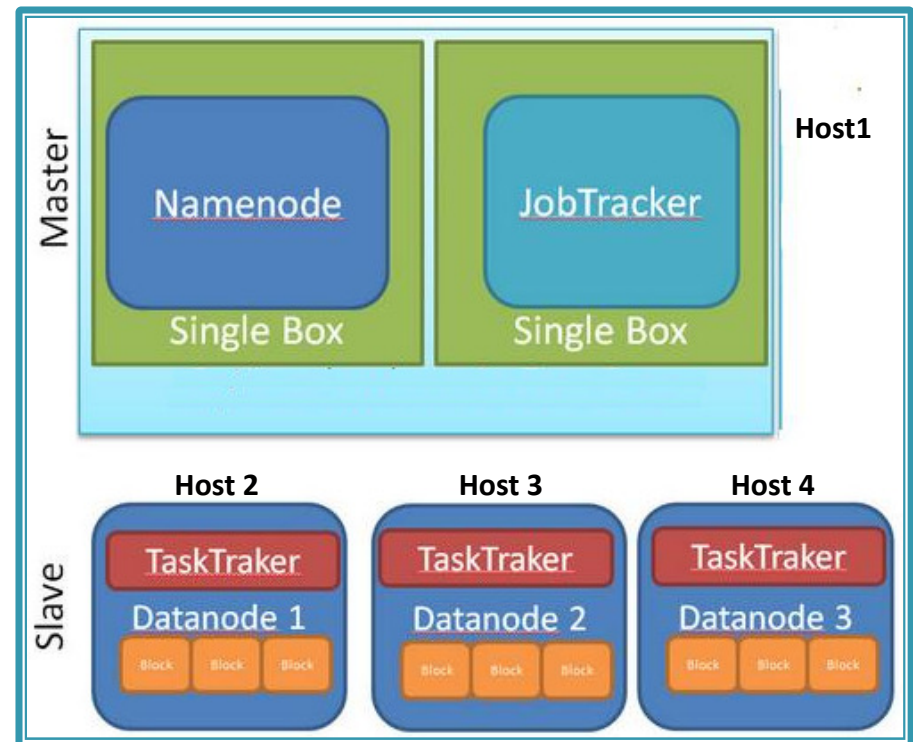 Master
Namenode
Single Box
JobTracker
Single Box
Host1
Slave
Host 2
TaskTraker
Datanode 1
Block
Block
Block
Host 3
TaskTraker
Datanode 2
Block
Block
Block
Host 4
TaskTraker
Datanode 3
Block
Block
Block